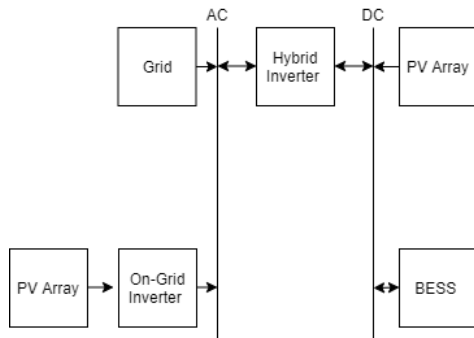 AC
DC
Grid
Hybrid
Inverter
PV Array
PV Array
On-Grid
Inverter
BESS